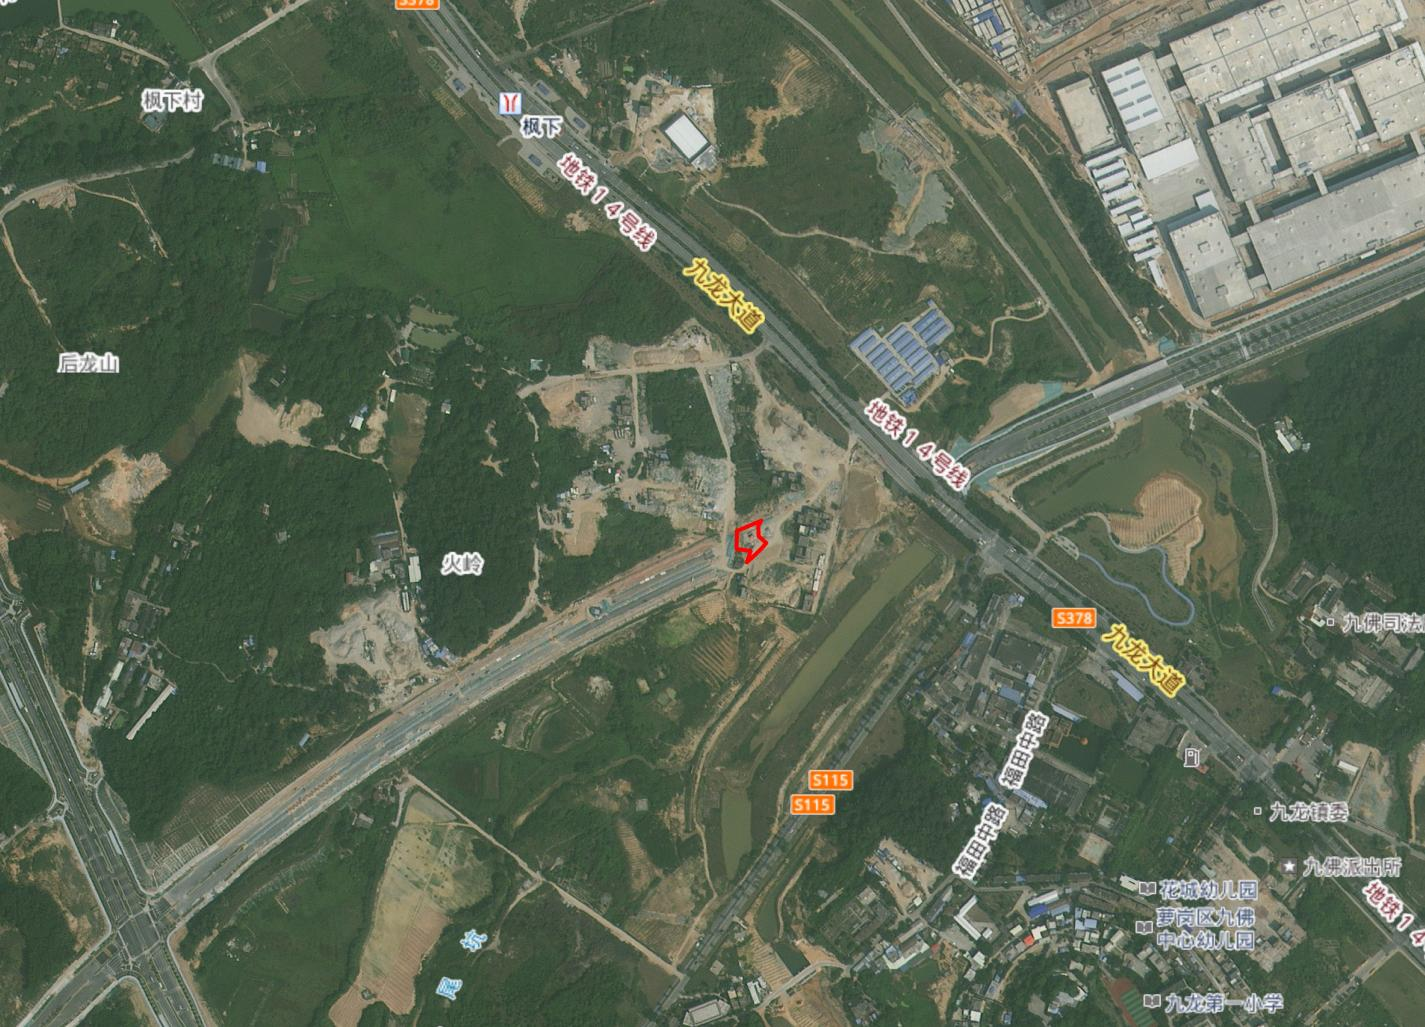 S378
枫下村
枫下
地铁14号线
九龙大道
后龙山
地铁14号线
火岭
S378
九佛司法
九龙大道
福田中路
S115
S115
福田中路
九龙镇委
九佛派出所
花城幼儿园
地铁14
萝岗区九佛
中心幼儿园
尾坑
九龙第一小学